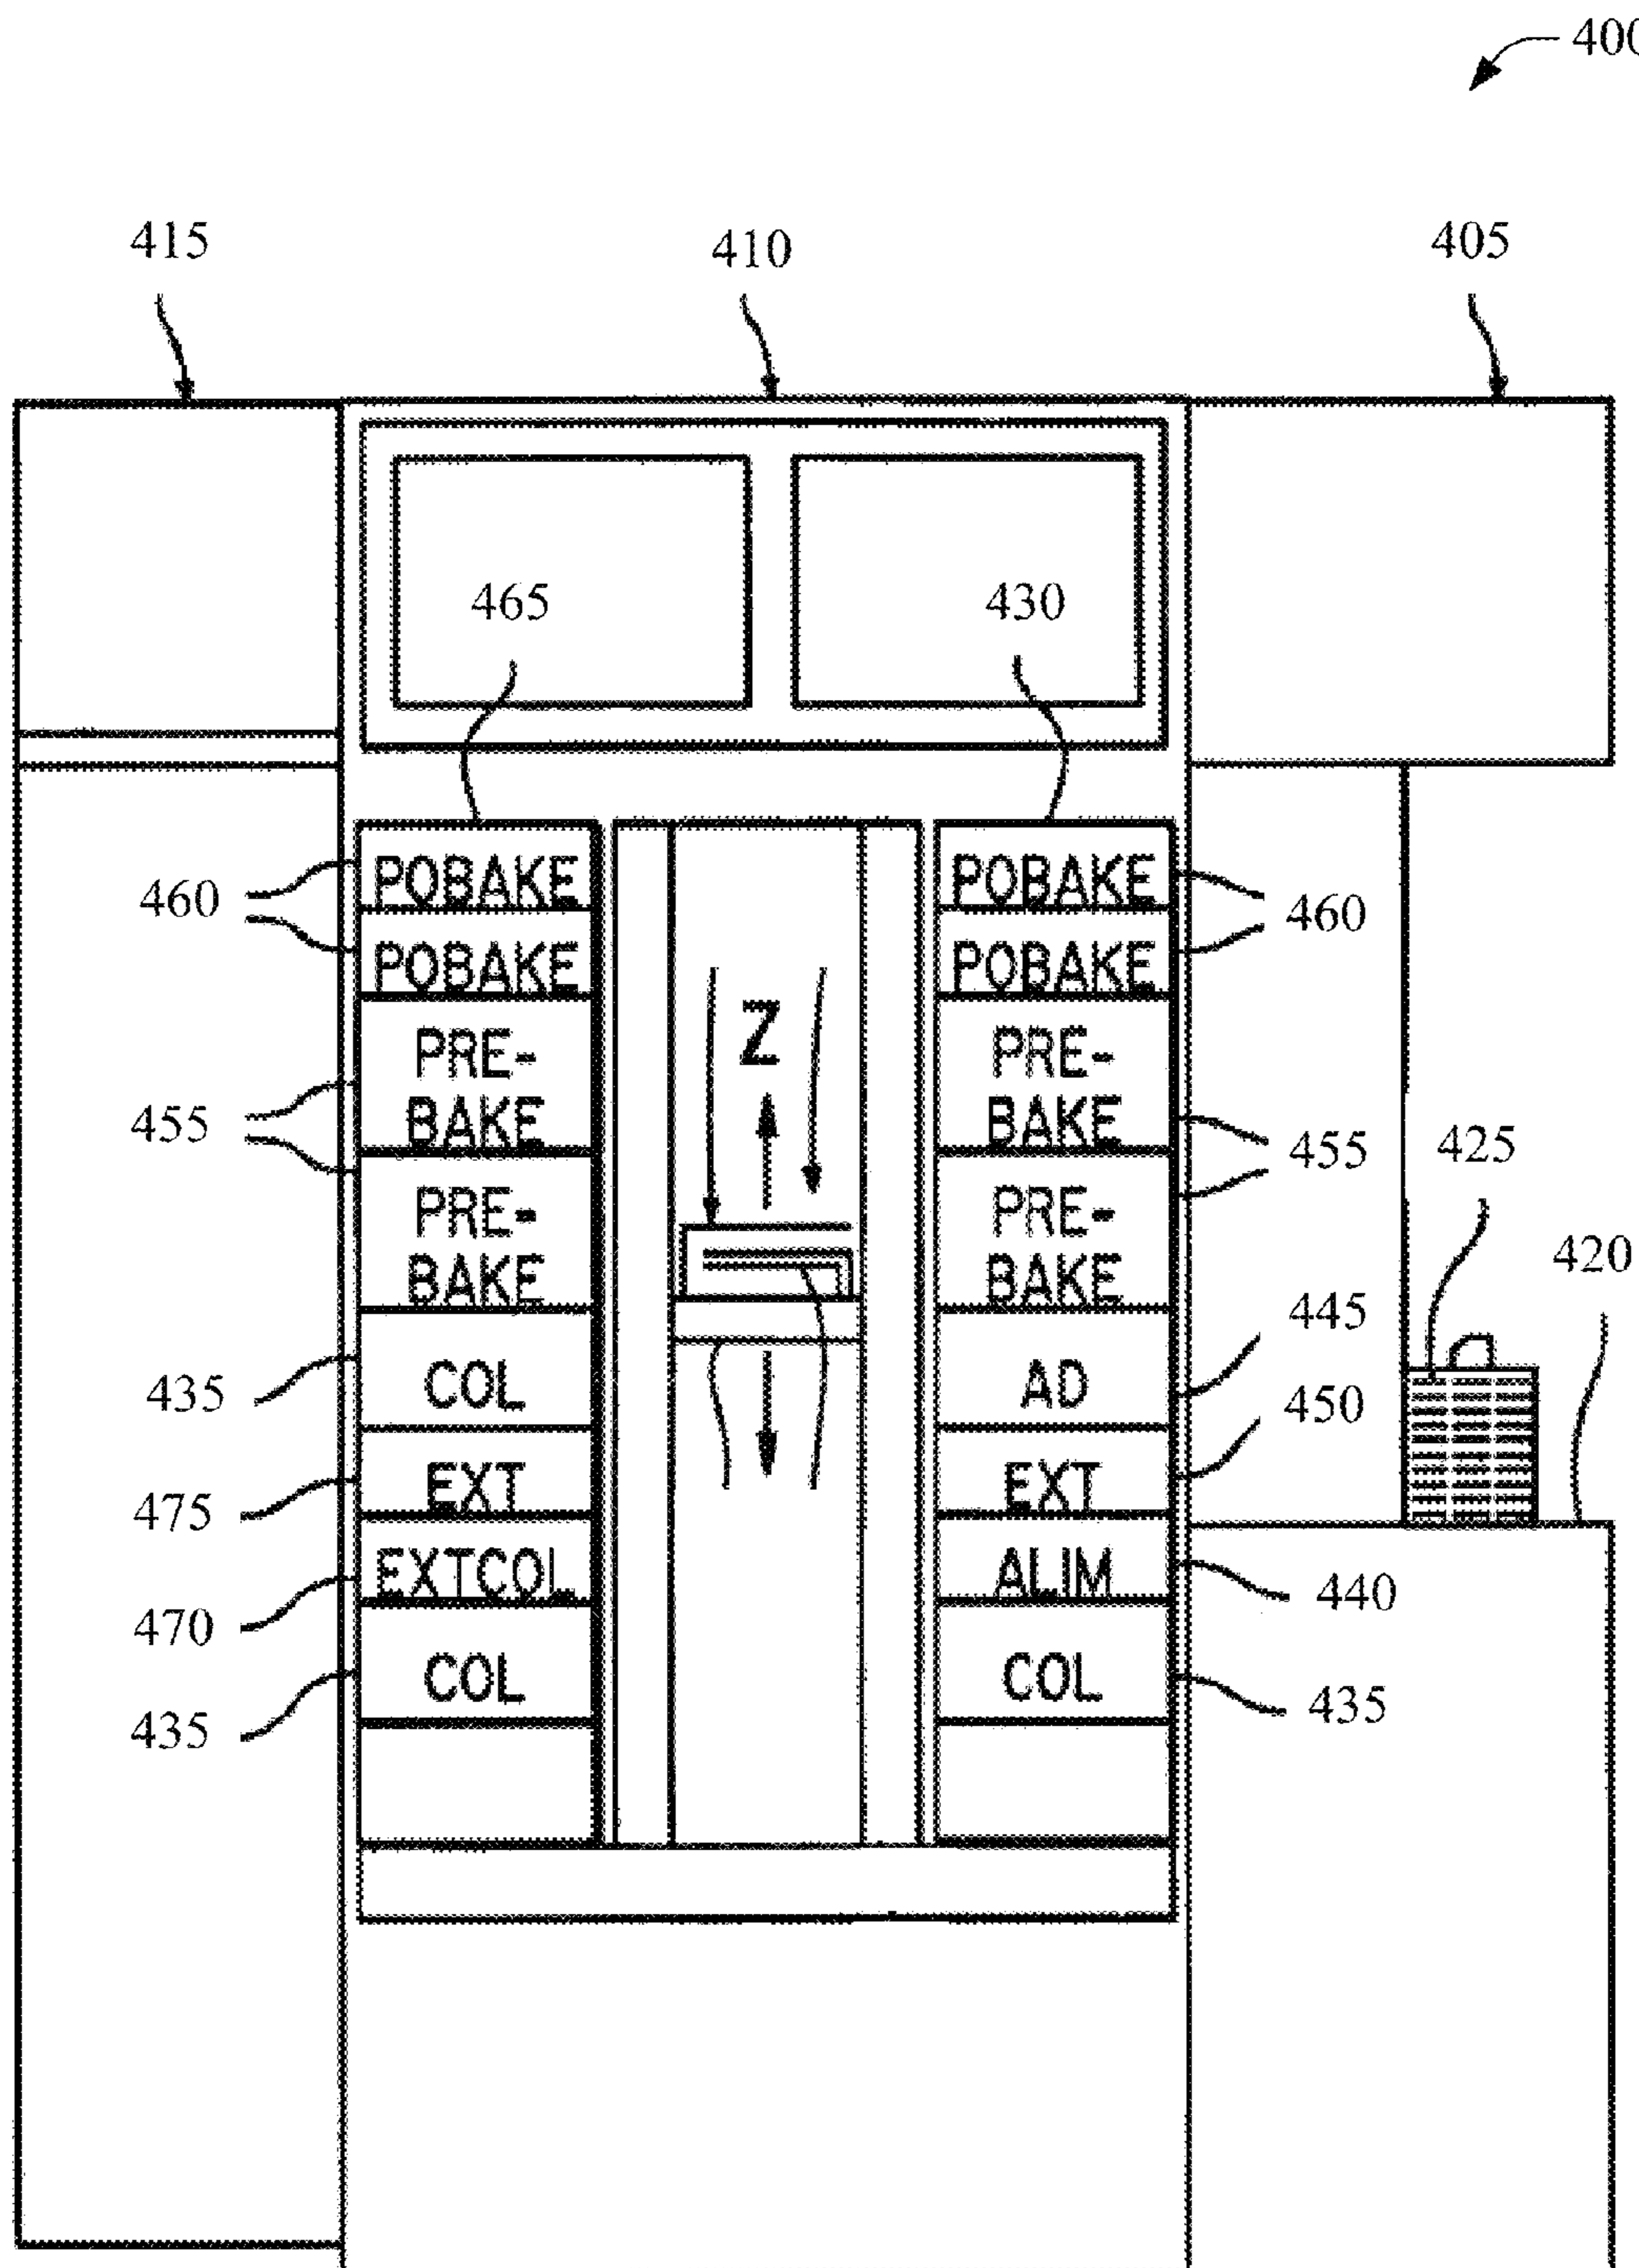 400
415 410 405
465 430
POBAKE POBAKE
460 460
POBAKE POBAKE
Z
PRE- PRE-
BAKE BAKE
455 455 425
PRE- PRE-
BAKE BAKE
420
445
435 COL AD
450
EXT EXT
475
EXTCOL ALIM
470 440
COL COL
435 435